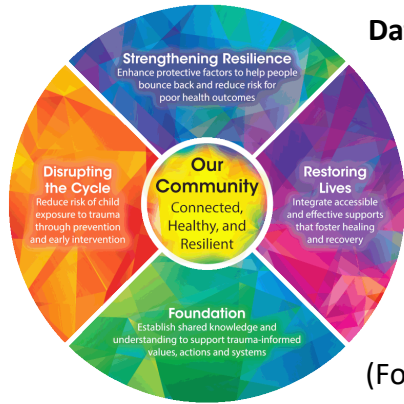 Da
Strengthening Resilience
Enhance protective factors to help people
bounce back and reduce risk for
poor health outcomes
Disrupting
the Cycle
Reduce risk of child
exposure to trauma
through prevention
and early intervention
Our
Community
Connected,
Healthy, and
Resilient
Restoring
Lives
Integrate accessible
and effective supports
that foster healing
and recovery
Foundation
Establish shared knowledge and
understanding to support trauma-informed
values, actions and systems
(Fo